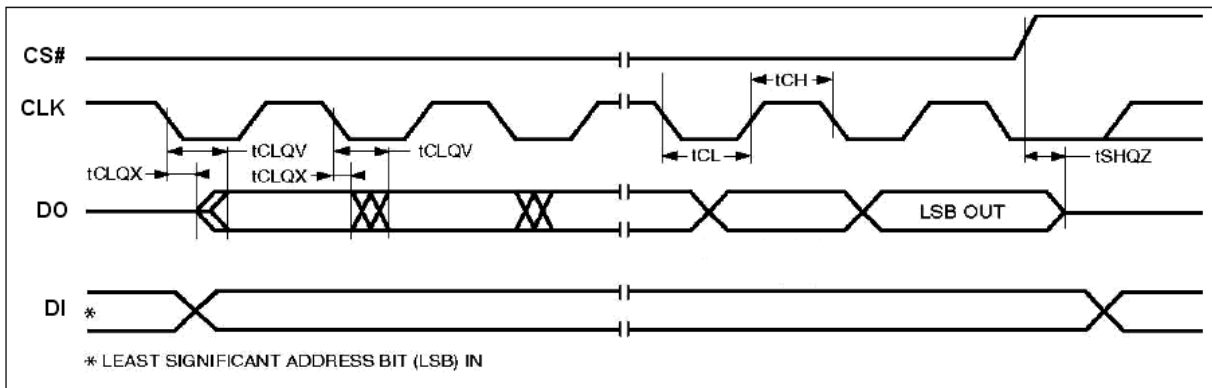 CS#
tCH
CLK
tCLQV
tCLQV
tCL
tSHQZ
tCLQX
tCLQX
DO
LSB OUT
DI
*
* LEAST SIGNIFICANT ADDRESS BIT (LSB) IN